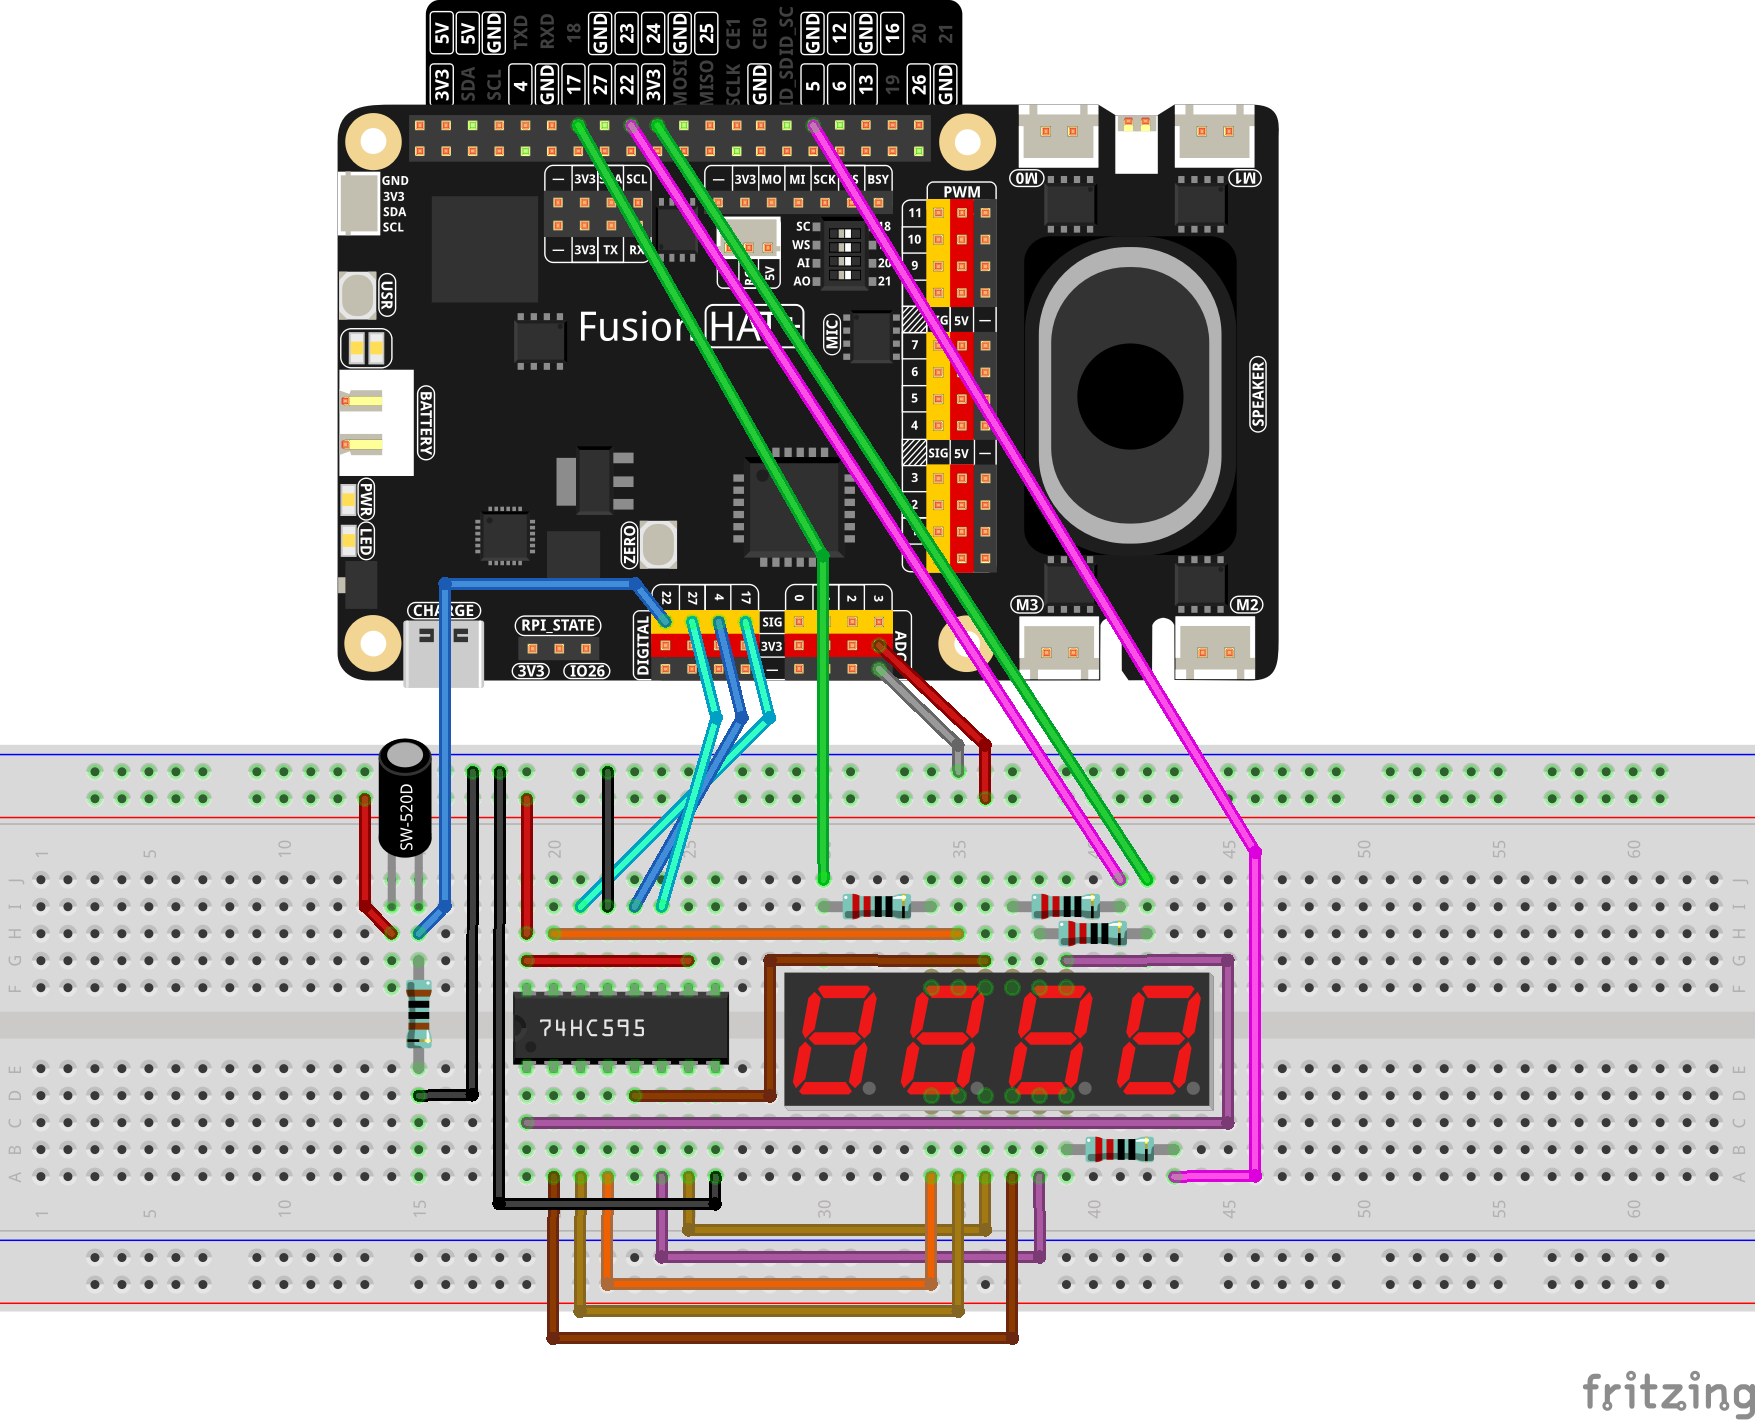 5V 5V GND TXD RXD 18 GND 23 24 GND 25 CE1 CE0 ID_SC GND 12 GND 16 20 21
3V3 SDA SCL 4 GND 17 27 22 3V3 MOSI MISO SCLK GND ID_SD 5 6 13 19 26 GND
GND
3V3
SDA
SCL
— 3V3 SCL
— 3V3 MO MI SCK BSY
— 3V3 TX
5V
SC
WS
AI 20
AO 21
PWM
11
10
9
5V —
7
6
5
4
SIG 5V —
3
2
M0
M1
USR
Fusion HAT+
MIC
BATTERY
SPEAKER
PWR
LED
ZERO
CHARGE
RPI_STATE
3V3 IO26
DIGITAL
22 27 4 17
SIG
3V3
—
0 2 3
ADC
M3
M2
SW-520D
1 5 10 20 25 35 45 50 55 60
J J
I I
H H
G G
F F
74HC595
E E
D D
C C
B B
A A
1 5 10 15 30 40 45 50 55 60
fritzing